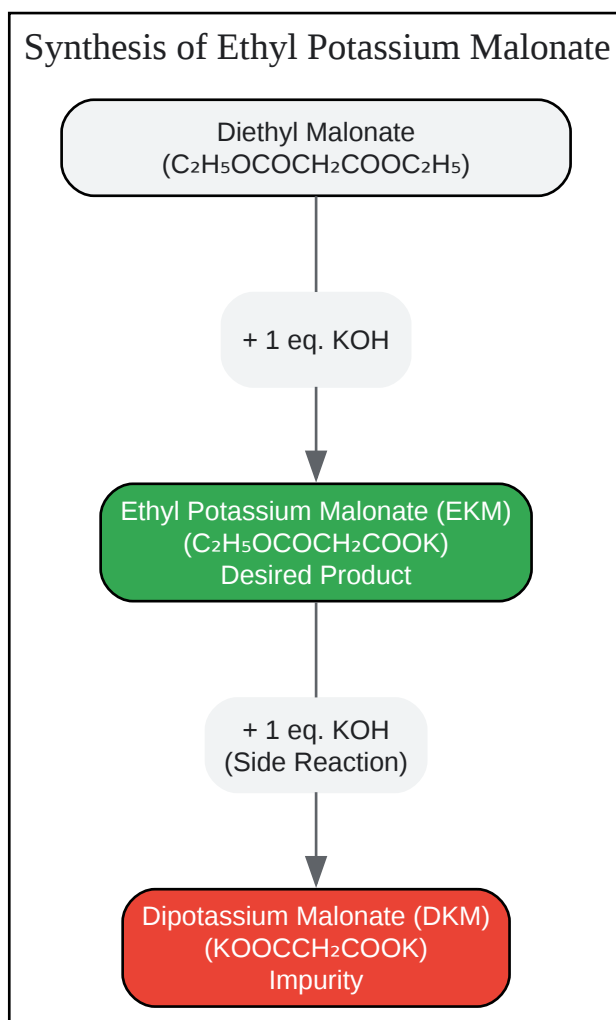 Synthesis of Ethyl Potassium Malonate
Diethyl Malonate
(C₂H₅OCOCH₂COOC₂H₅)
+ 1 eq. KOH
Ethyl Potassium Malonate (EKM)
(C₂H₅OCOCH₂COOK)
Desired Product
+ 1 eq. KOH
(Side Reaction)
Dipotassium Malonate (DKM)
(KOOCCH₂COOK)
Impurity